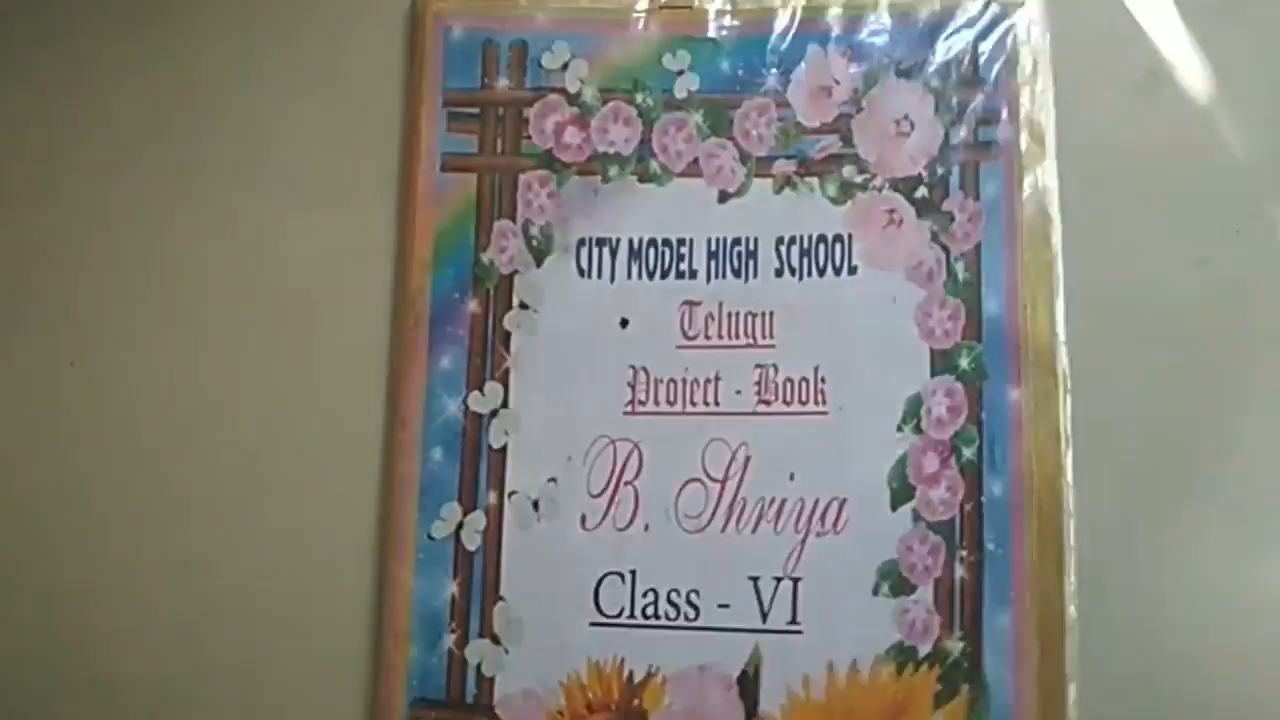 CITY MODEL HIGH SCHOOL
Telugu
Project - Book
B. Shriya
Class - VI